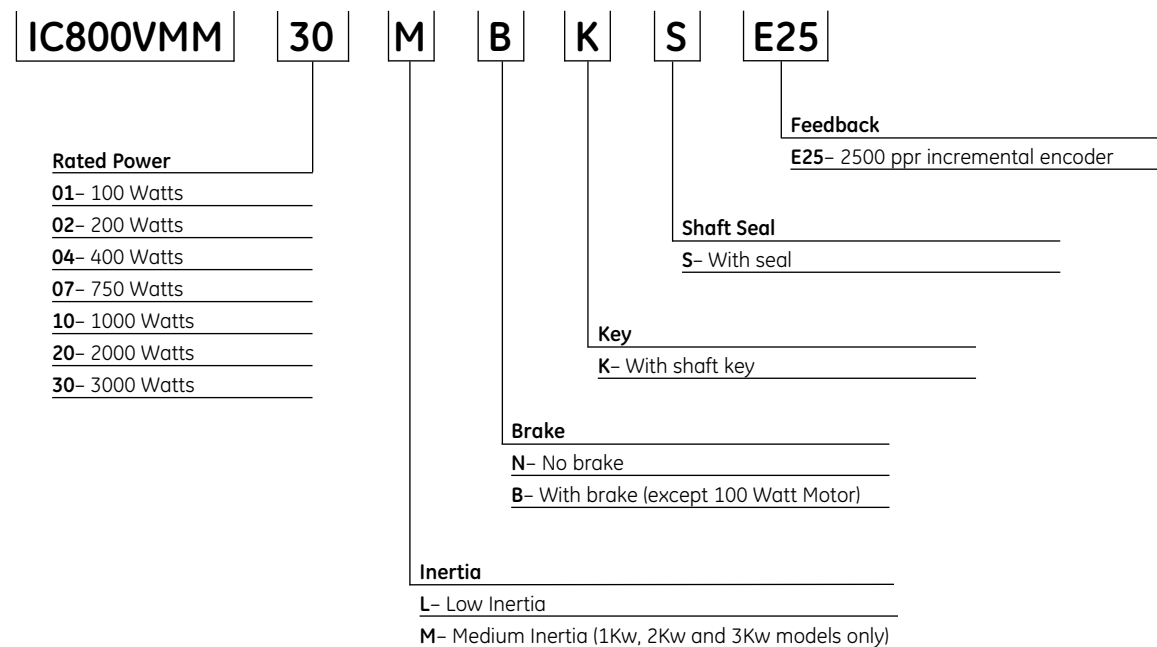 IC800VMM 30 M B K S E25
Feedback
E25– 2500 ppr incremental encoder
Rated Power
01– 100 Watts
02– 200 Watts
04– 400 Watts
07– 750 Watts
10– 1000 Watts
20– 2000 Watts
30– 3000 Watts
Shaft Seal
S– With seal
Key
K– With shaft key
Brake
N– No brake
B– With brake (except 100 Watt Motor)
Inertia
L– Low Inertia
M– Medium Inertia (1Kw, 2Kw and 3Kw models only)